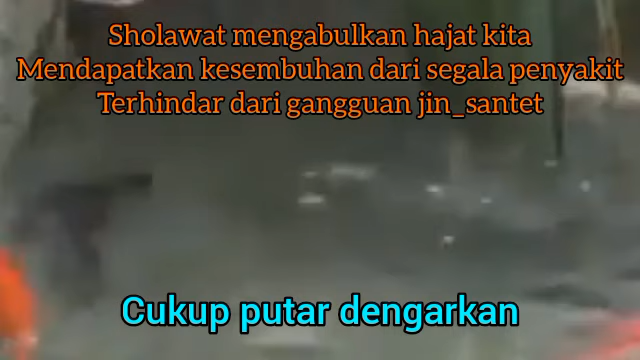 Sholawat mengabulkan hajat kita
Mendapatkan kesembuhan dari segala penyakit
Terhindar dari gangguan jin_santet
Cukup putar dengarkan